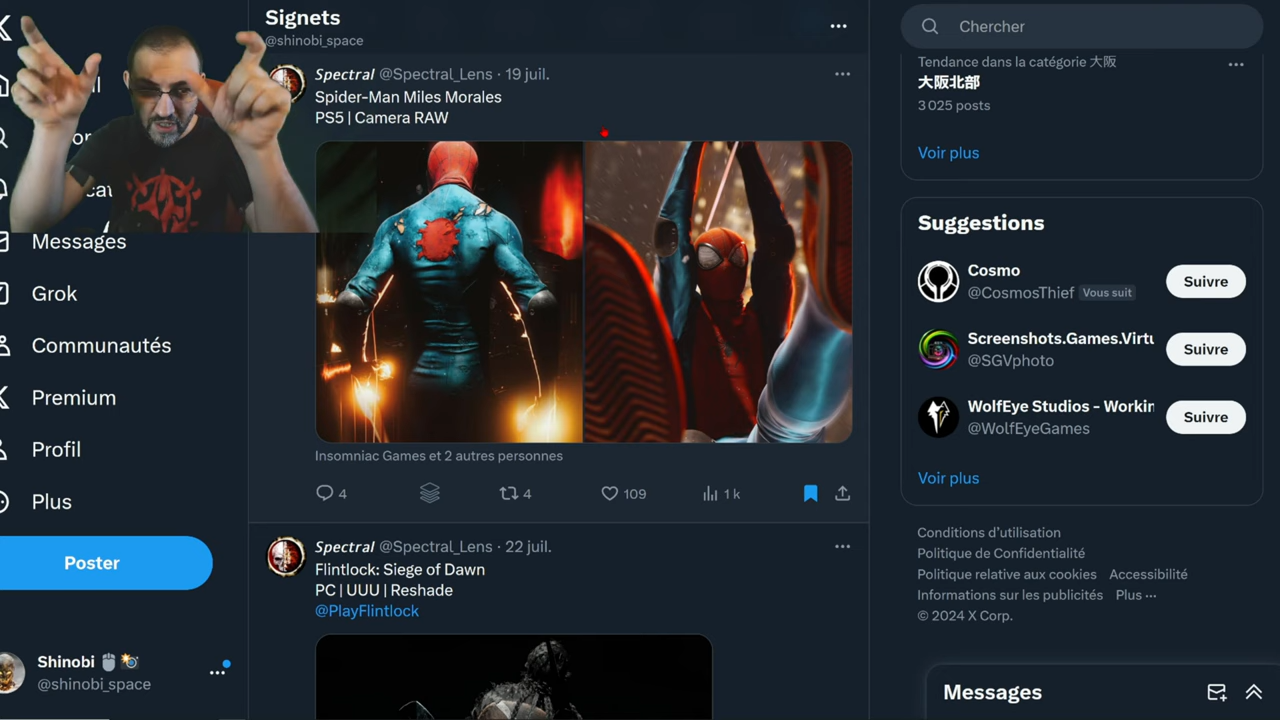 Signets
@shinobi_space
Messages
Grok
Communautés
Premium
Profil
Plus
Poster
Shinobi
@shinobi_space
Spectral @Spectral_Lens · 19 juil.
Spider-Man Miles Morales
PS5 | Camera RAW
Insomniac Games et 2 autres personnes
4
4
109
1 k
Spectral @Spectral_Lens · 22 juil.
Flintlock: Siege of Dawn
PC | UUU | Reshade
@PlayFlintlock
Chercher
Tendance dans la catégorie 大阪
大阪北部
3 025 posts
Voir plus
Suggestions
Cosmo
@CosmosThief Vous suit
Suivre
Screenshots.Games.Virtu
@SGVphoto
Suivre
WolfEye Studios - Workin
@WolfEyeGames
Suivre
Voir plus
Conditions d’utilisation
Politique de Confidentialité
Politique relative aux cookies Accessibilité
Informations sur les publicités Plus ···
© 2024 X Corp.
Messages